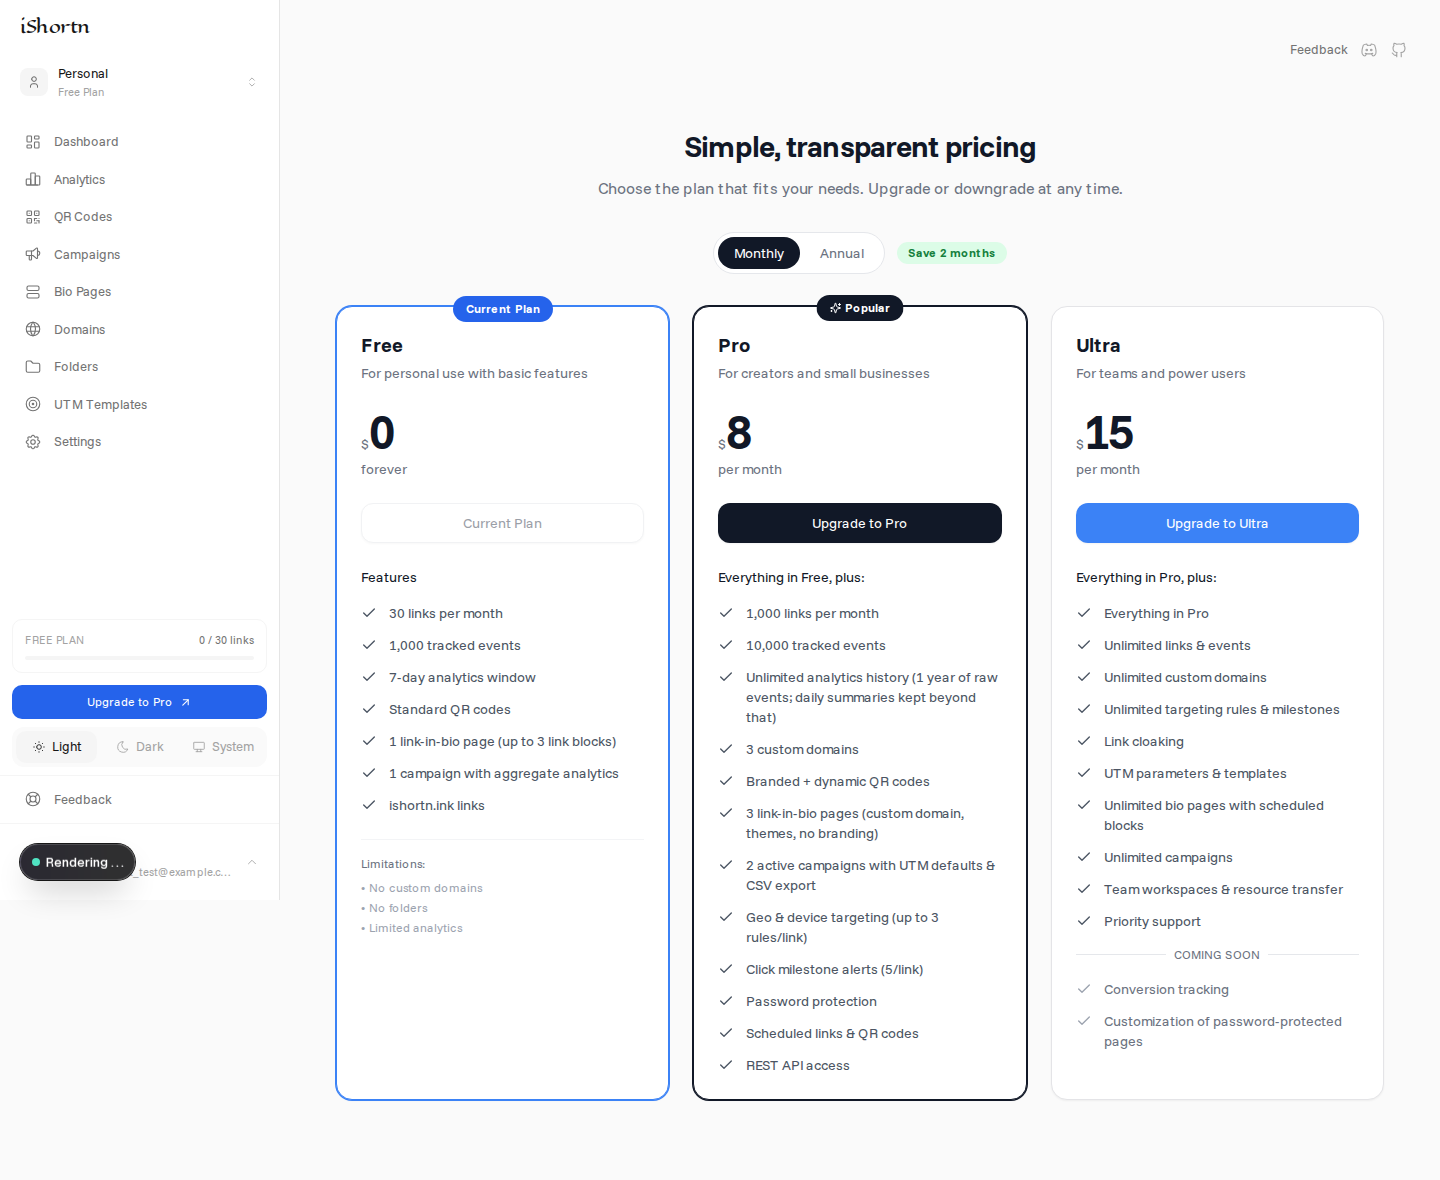 iShortn
Personal
Free Plan
Dashboard
Analytics
QR Codes
Campaigns
Bio Pages
Domains
Folders
UTM Templates
Settings
FREE PLAN 0 / 30 links
Upgrade to Pro
Light Dark System
Feedback
Rendering ...
_test@example.c...
Feedback
Simple, transparent pricing
Choose the plan that fits your needs. Upgrade or downgrade at any time.
Monthly Annual Save 2 months
Current Plan
Free
For personal use with basic features
$0
forever
Current Plan
Features
30 links per month
1,000 tracked events
7-day analytics window
Standard QR codes
1 link-in-bio page (up to 3 link blocks)
1 campaign with aggregate analytics
ishortn.ink links
Limitations:
• No custom domains
• No folders
• Limited analytics
Popular
Pro
For creators and small businesses
$8
per month
Upgrade to Pro
Everything in Free, plus:
1,000 links per month
10,000 tracked events
Unlimited analytics history (1 year of raw
events; daily summaries kept beyond
that)
3 custom domains
Branded + dynamic QR codes
3 link-in-bio pages (custom domain,
themes, no branding)
2 active campaigns with UTM defaults &
CSV export
Geo & device targeting (up to 3
rules/link)
Click milestone alerts (5/link)
Password protection
Scheduled links & QR codes
REST API access
Ultra
For teams and power users
$15
per month
Upgrade to Ultra
Everything in Pro, plus:
Everything in Pro
Unlimited links & events
Unlimited custom domains
Unlimited targeting rules & milestones
Link cloaking
UTM parameters & templates
Unlimited bio pages with scheduled
blocks
Unlimited campaigns
Team workspaces & resource transfer
Priority support
COMING SOON
Conversion tracking
Customization of password-protected
pages